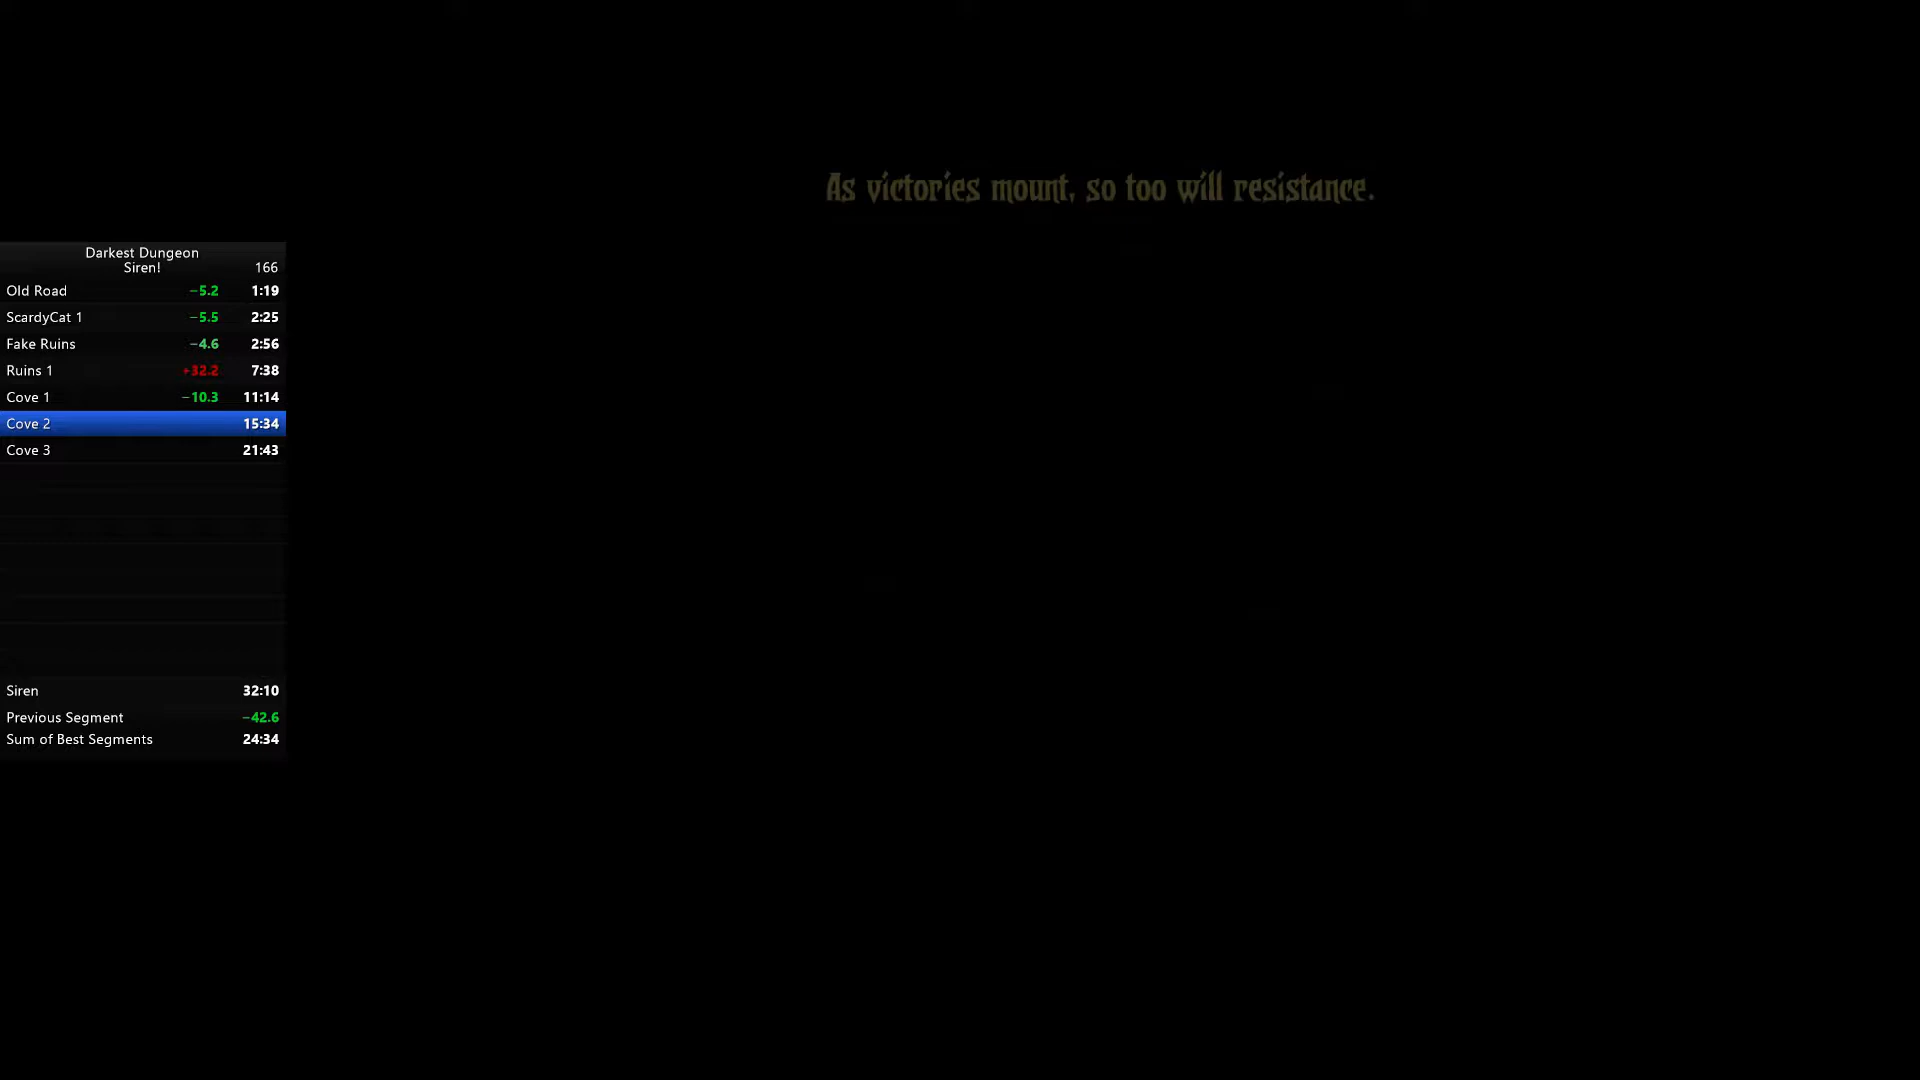 As victories mount, so too will resistance.
Darkest Dungeon
Siren! 166
Old Road −5.2 1:19
ScardyCat 1 −5.5 2:25
Fake Ruins −4.6 2:56
Ruins 1 +32.2 7:38
Cove 1 −10.3 11:14
Cove 2 15:34
Cove 3 21:43
Siren 32:10
Previous Segment −42.6
Sum of Best Segments 24:34